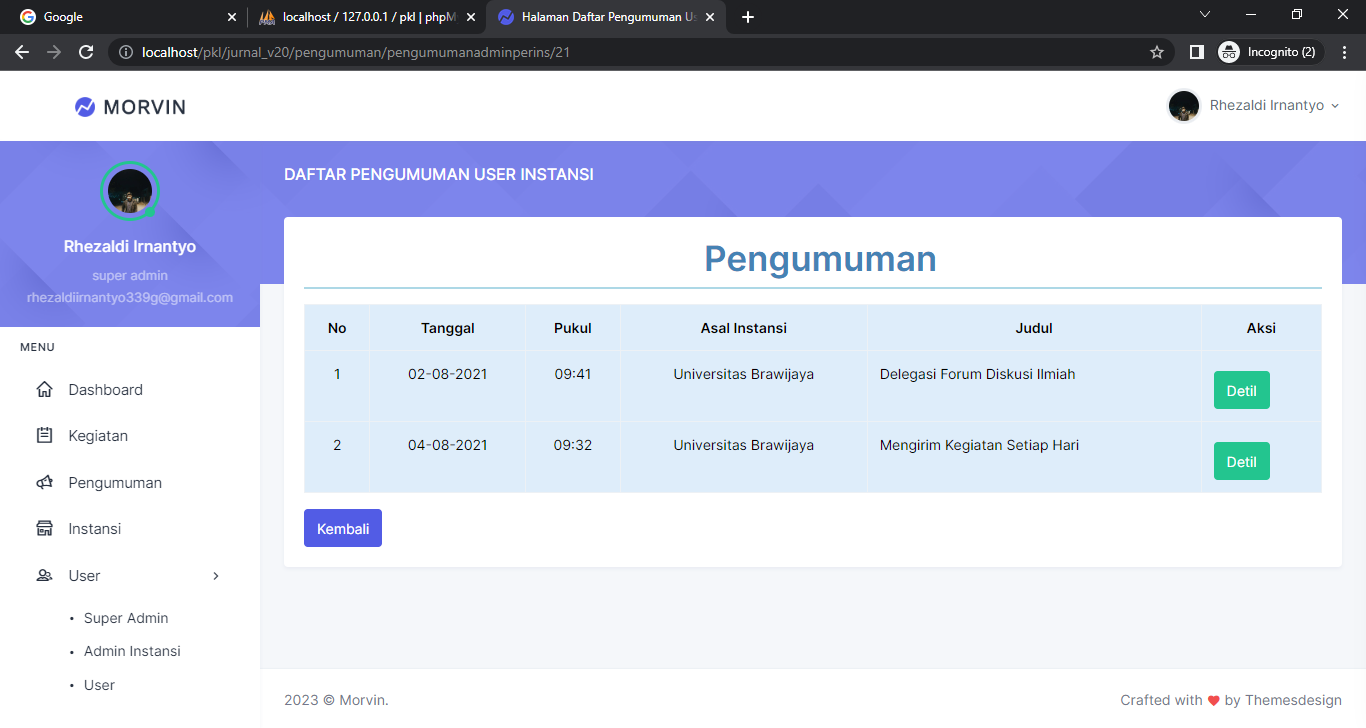 Google
localhost / 127.0.0.1 / pkl | phpM
Halaman Daftar Pengumuman Us
localhost/pkl/jurnal_v20/pengumuman/pengumumanadminperins/21
Incognito (2)
MORVIN
Rhezaldi Irnantyo
Rhezaldi Irnantyo
super admin
rhezaldiirnantyo339g@gmail.com
MENU
Dashboard
Kegiatan
Pengumuman
Instansi
User
• Super Admin
• Admin Instansi
• User
DAFTAR PENGUMUMAN USER INSTANSI
Pengumuman
No Tanggal Pukul Asal Instansi Judul Aksi
1 02-08-2021 09:41 Universitas Brawijaya Delegasi Forum Diskusi Ilmiah Detil
2 04-08-2021 09:32 Universitas Brawijaya Mengirim Kegiatan Setiap Hari Detil
Kembali
2023 © Morvin.
Crafted with ❤ by Themesdesign